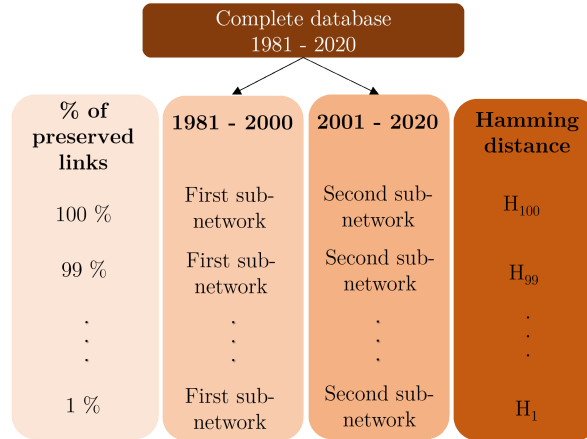 Complete database
1981 - 2020
% of
preserved
links
1981 - 2000
2001 - 2020
Hamming
distance
100 %
First sub-
network
Second sub-
network
H₁₀₀
99 %
First sub-
network
Second sub-
network
H₉₉
. . . .
. . . .
. . . .
1 %
First sub-
network
Second sub-
network
H₁